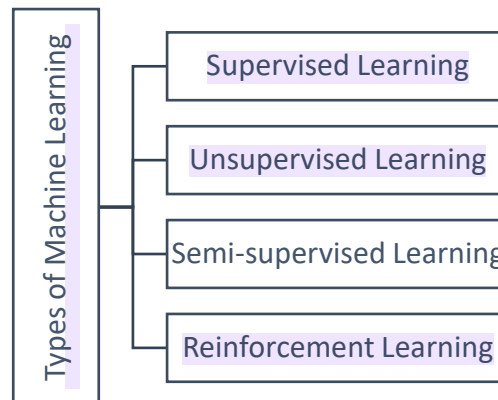 Types of Machine Learning
Supervised Learning
Unsupervised Learning
Semi-supervised Learning
Reinforcement Learning